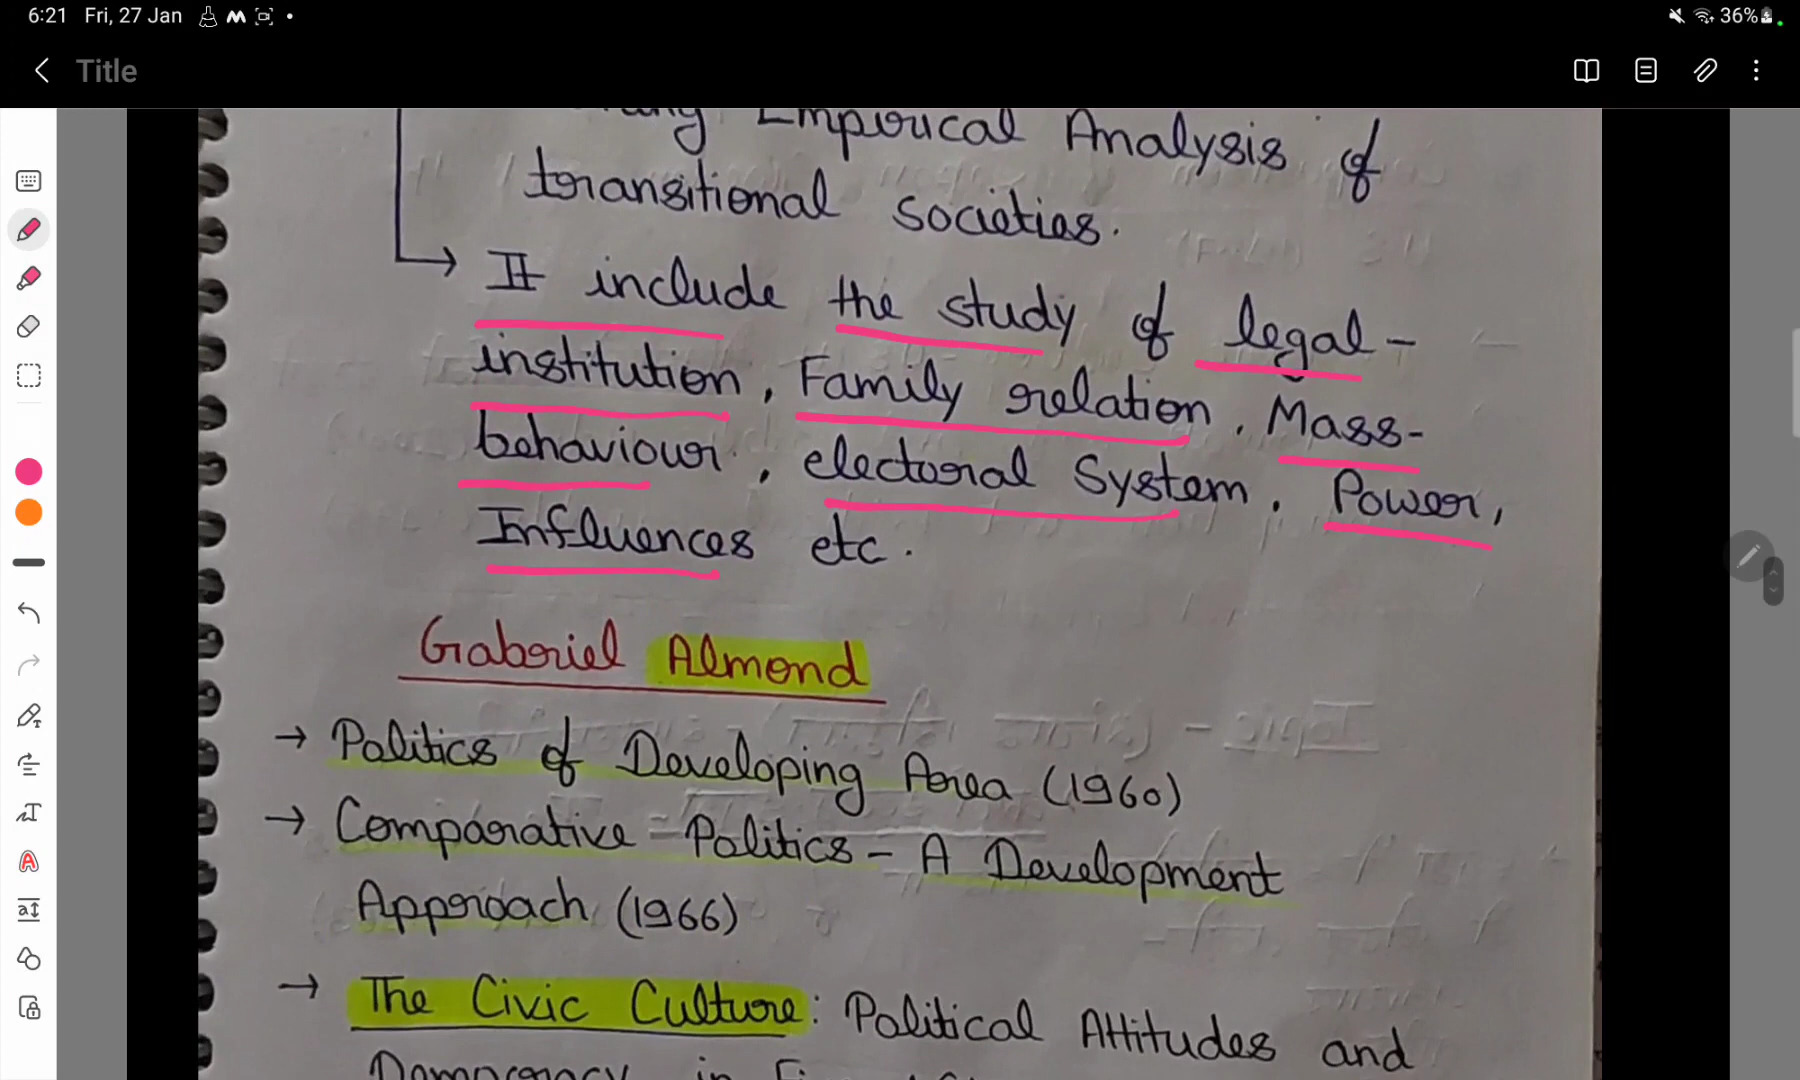 6:21 Fri, 27 Jan
36%
Title
Empirical Analysis of
transitional societies.
→ It include the study of legal-
institution, Family relation, Mass-
behaviour, electoral System, Power,
Influences etc.
Gabriel Almond
→ Politics of Developing Area (1960)
→ Comparative Politics - A Development
Approach (1966)
→ The Civic Culture: Political Attitudes and
Democracy in